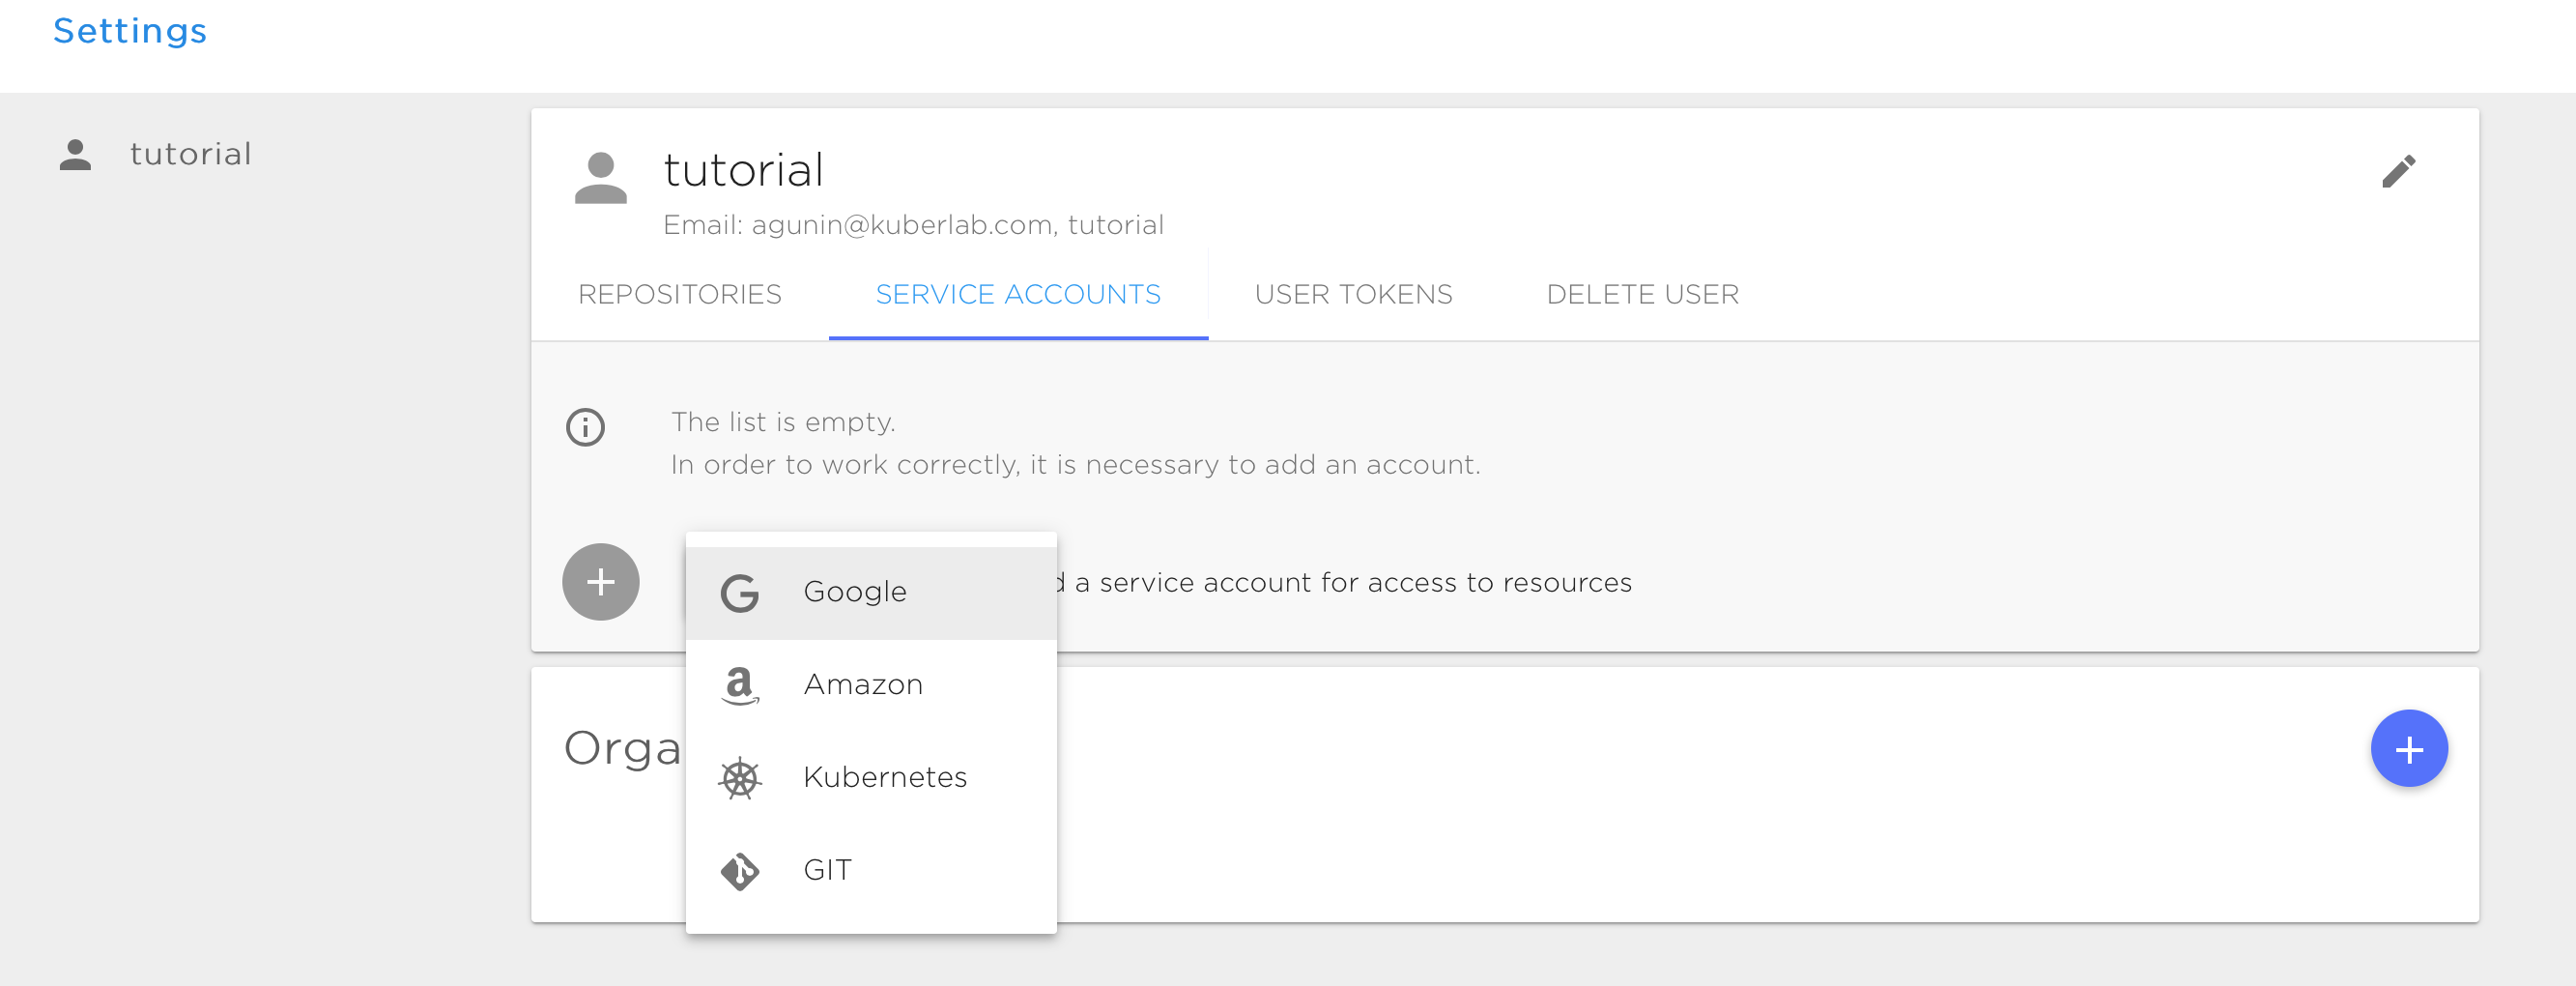 Settings
tutorial
tutorial
Email: agunin@kuberlab.com, tutorial
REPOSITORIES SERVICE ACCOUNTS USER TOKENS DELETE USER
The list is empty.
In order to work correctly, it is necessary to add an account.
a service account for access to resources
Google
Amazon
Kubernetes
GIT